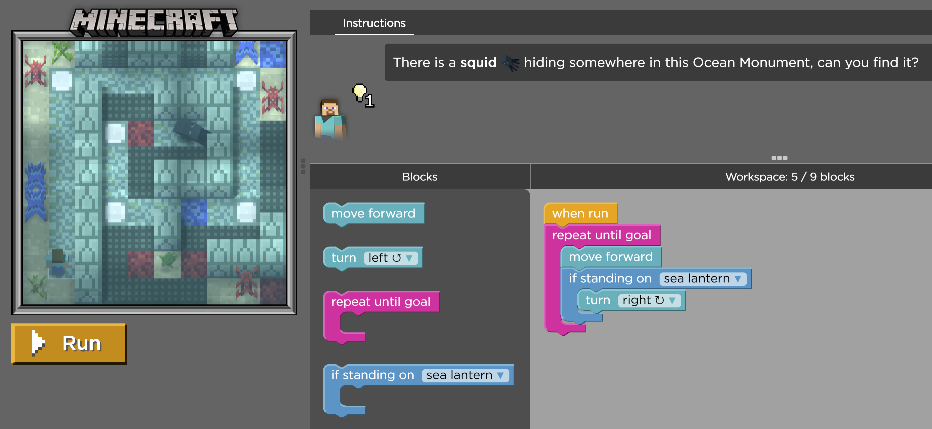 MINECRAFT
Instructions
There is a squid hiding somewhere in this Ocean Monument, can you find it?
1
Blocks
Workspace: 5 / 9 blocks
move forward
turn left ↺ ▼
repeat until goal
if standing on sea lantern ▼
when run
repeat until goal
move forward
if standing on sea lantern ▼
turn right ↻ ▼
Run